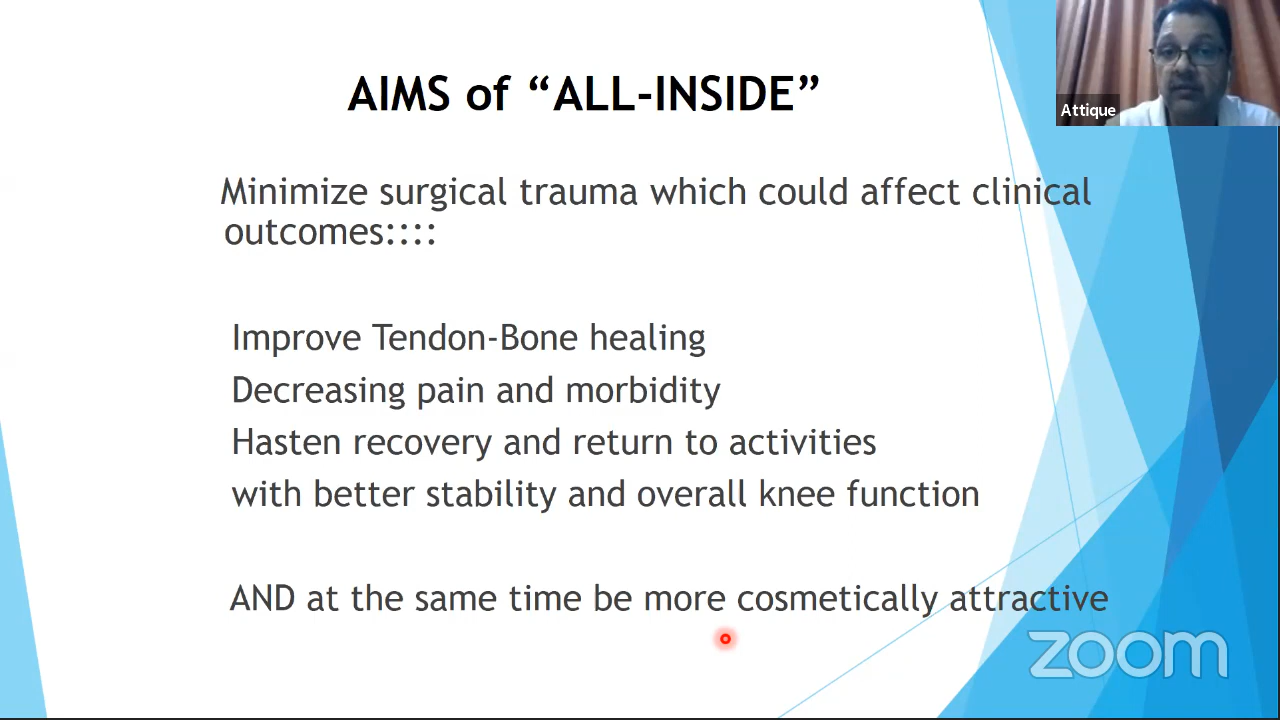 AIMS of “ALL-INSIDE”
Attique
Minimize surgical trauma which could affect clinical
outcomes::::
Improve Tendon-Bone healing
Decreasing pain and morbidity
Hasten recovery and return to activities
with better stability and overall knee function
AND at the same time be more cosmetically attractive
zoom